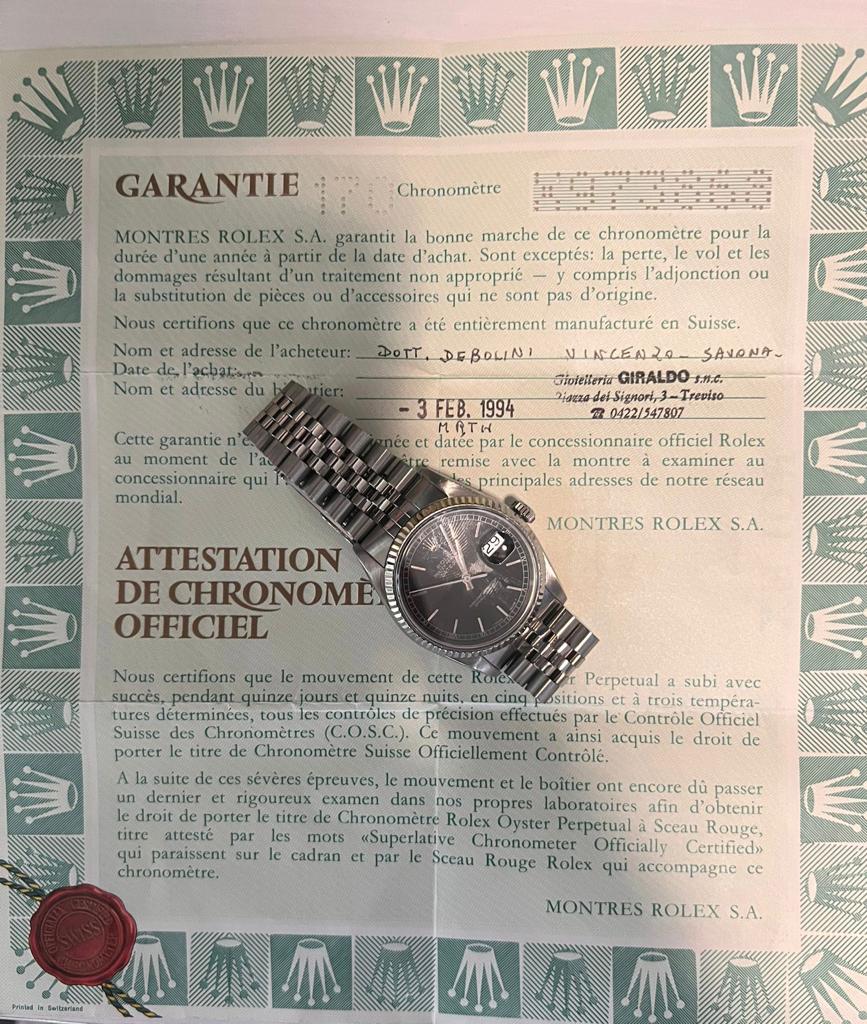 GARANTIE 170 Chronomètre
MONTRES ROLEX S.A. garantit la bonne marche de ce chronomètre pour la
durée d'une année à partir de la date d'achat. Sont exceptés: la perte, le vol et les
dommages résultant d'un traitement non approprié — y compris l'adjonction ou
la substitution de pièces ou d'accessoires qui ne sont pas d'origine.
Nous certifions que ce chronomètre a été entièrement manufacturé en Suisse.
Nom et adresse de l'acheteur: DOTT. DEBOLINI VINCENZO - SAVONA -
Date de l'achat:
Gioielleria GIRALDO s.n.c.
Nom et adresse du
Piazza dei Signori, 3 - Treviso
- 3 FEB. 1994
☎ 0422/547807
Cette garantie et datée par le concessionnaire officiel Rolex
au moment de remise avec la montre à examiner au
concessionnaire qui principales adresses de notre réseau
mondial.
MONTRES ROLEX S.A.
29
ATTESTATION
DE CHRONOMÈ
OFFICIEL
Nous certifions que le mouvement de cette Rolex Perpetual a subi avec
succès, pendant quinze jours et quinze nuits, en cinq positions et à trois tempéra-
tures déterminées, tous les contrôles de précision effectués par le Contrôle Officiel
Suisse des Chronomètres (C.O.S.C.). Ce mouvement a ainsi acquis le droit de
porter le titre de Chronomètre Suisse Officiellement Contrôlé.
A la suite de ces sévères épreuves, le mouvement et le boîtier ont encore dû passer
un dernier et rigoureux examen dans nos propres laboratoires afin d'obtenir
le droit de porter le titre de Chronomètre Rolex Oyster Perpetual à Sceau Rouge,
titre attesté par les mots «Superlative Chronometer Officially Certified»
qui paraissent sur le cadran et par le Sceau Rouge Rolex qui accompagne ce
chronomètre.
MONTRES ROLEX S.A.
SWISS
Printed in Switzerland